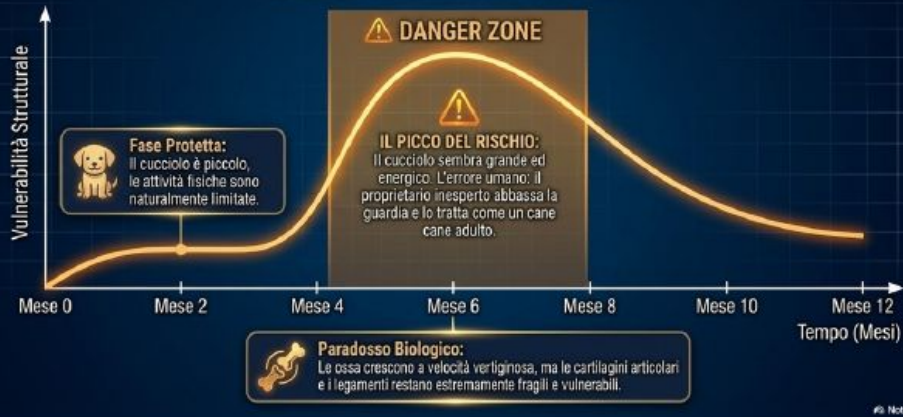 DANGER ZONE
Vulnerabilità Strutturale
Fase Protetta:
Il cucciolo è piccolo,
le attività fisiche sono
naturalmente limitate.
IL PICCO DEL RISCHIO:
Il cucciolo sembra grande ed
energico. L'errore umano: il
proprietario inesperto abbassa la
guardia e lo tratta come un cane
cane adulto.
Mese 0
Mese 2
Mese 4
Mese 6
Mese 8
Mese 10
Mese 12
Tempo (Mesi)
Paradosso Biologico:
Le ossa crescono a velocità vertiginosa, ma le cartilagini articolari
e i legamenti restano estremamente fragili e vulnerabili.